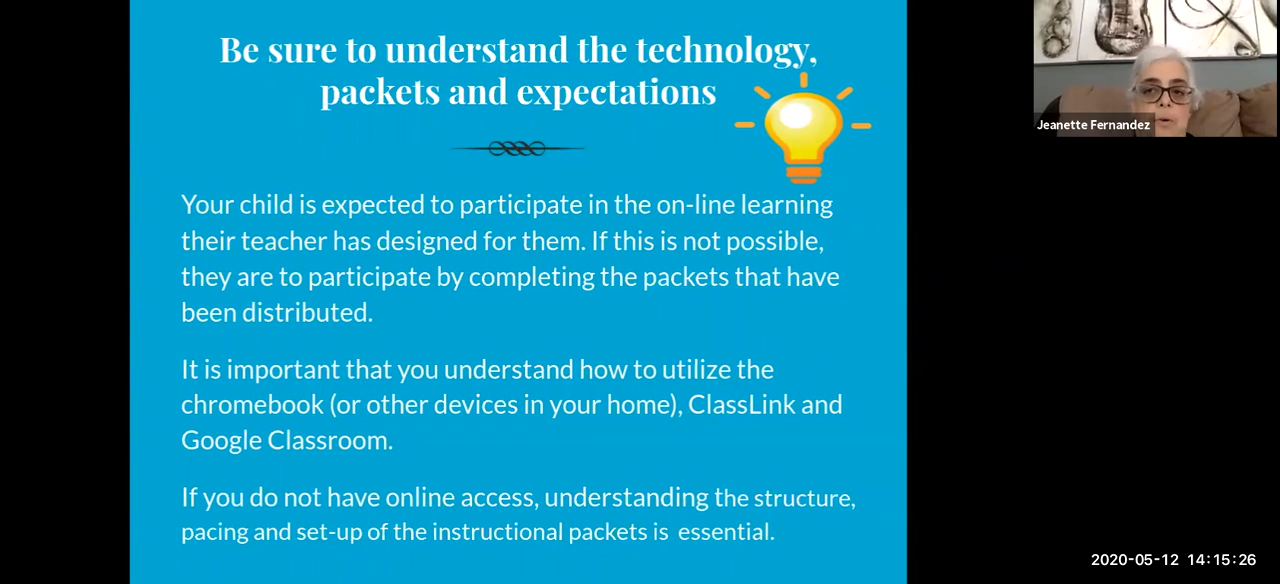 Be sure to understand the technology,
packets and expectations
Your child is expected to participate in the on-line learning
their teacher has designed for them. If this is not possible,
they are to participate by completing the packets that have
been distributed.
It is important that you understand how to utilize the
chromebook (or other devices in your home), ClassLink and
Google Classroom.
If you do not have online access, understanding the structure,
pacing and set-up of the instructional packets is essential.
Jeanette Fernandez
2020-05-12 14:15:26